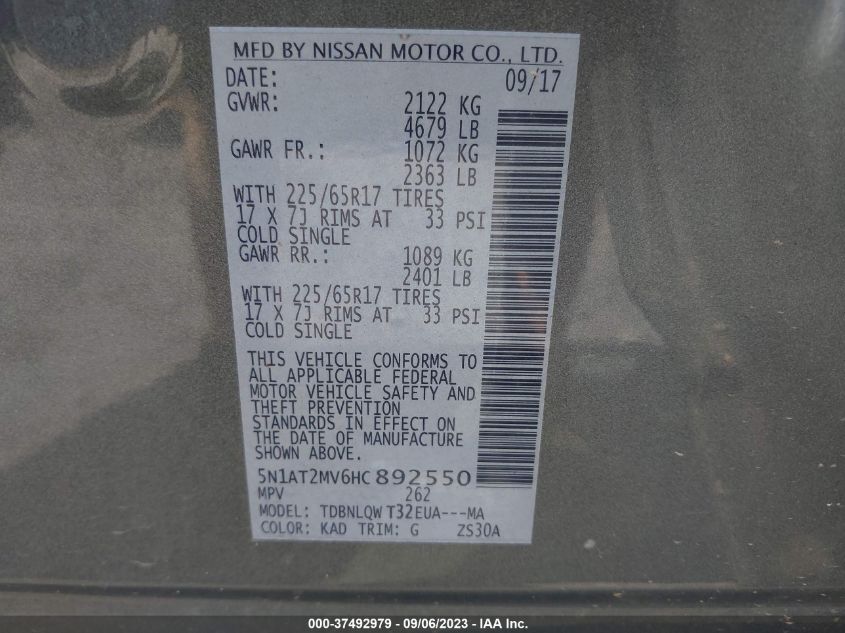 MFD BY NISSAN MOTOR CO., LTD.
DATE: 09/17
GVWR: 2122 KG
4679 LB
GAWR FR.: 1072 KG
2363 LB
WITH 225/65R17 TIRES
17 X 7J RIMS AT 33 PSI
COLD SINGLE
GAWR RR.: 1089 KG
2401 LB
WITH 225/65R17 TIRES
17 X 7J RIMS AT 33 PSI
COLD SINGLE
THIS VEHICLE CONFORMS TO
ALL APPLICABLE FEDERAL
MOTOR VEHICLE SAFETY AND
THEFT PREVENTION
STANDARDS IN EFFECT ON
THE DATE OF MANUFACTURE
SHOWN ABOVE.
5N1AT2MV6HC892550
MPV 262
MODEL: TDBNLQW T32EUA---MA
COLOR: KAD TRIM: G ZS30A
000-37492979 - 09/06/2023 - IAA Inc.